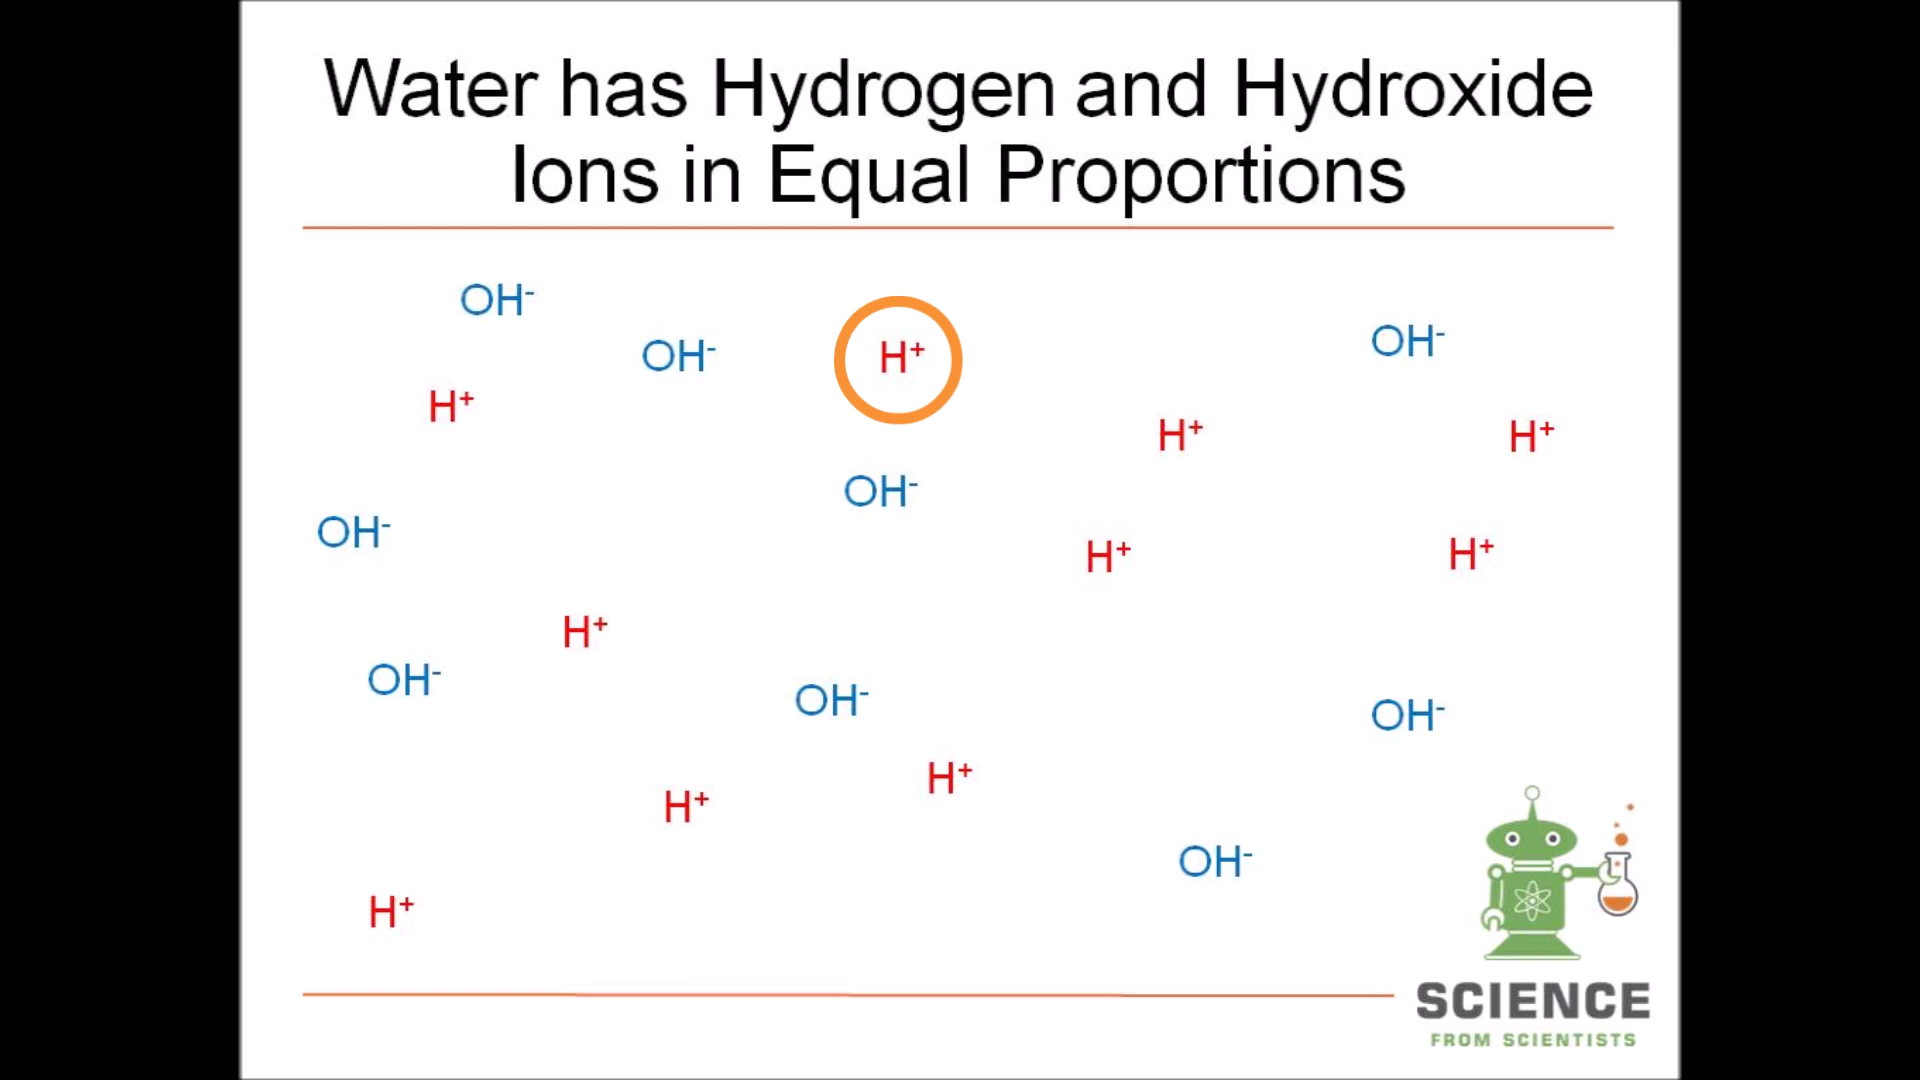 Water has Hydrogen and Hydroxide
Ions in Equal Proportions
OH⁻
OH⁻
H⁺
OH⁻
H⁺
H⁺
H⁺
OH⁻
OH⁻
H⁺
H⁺
H⁺
OH⁻
OH⁻
OH⁻
H⁺
H⁺
OH⁻
H⁺
SCIENCE
FROM SCIENTISTS